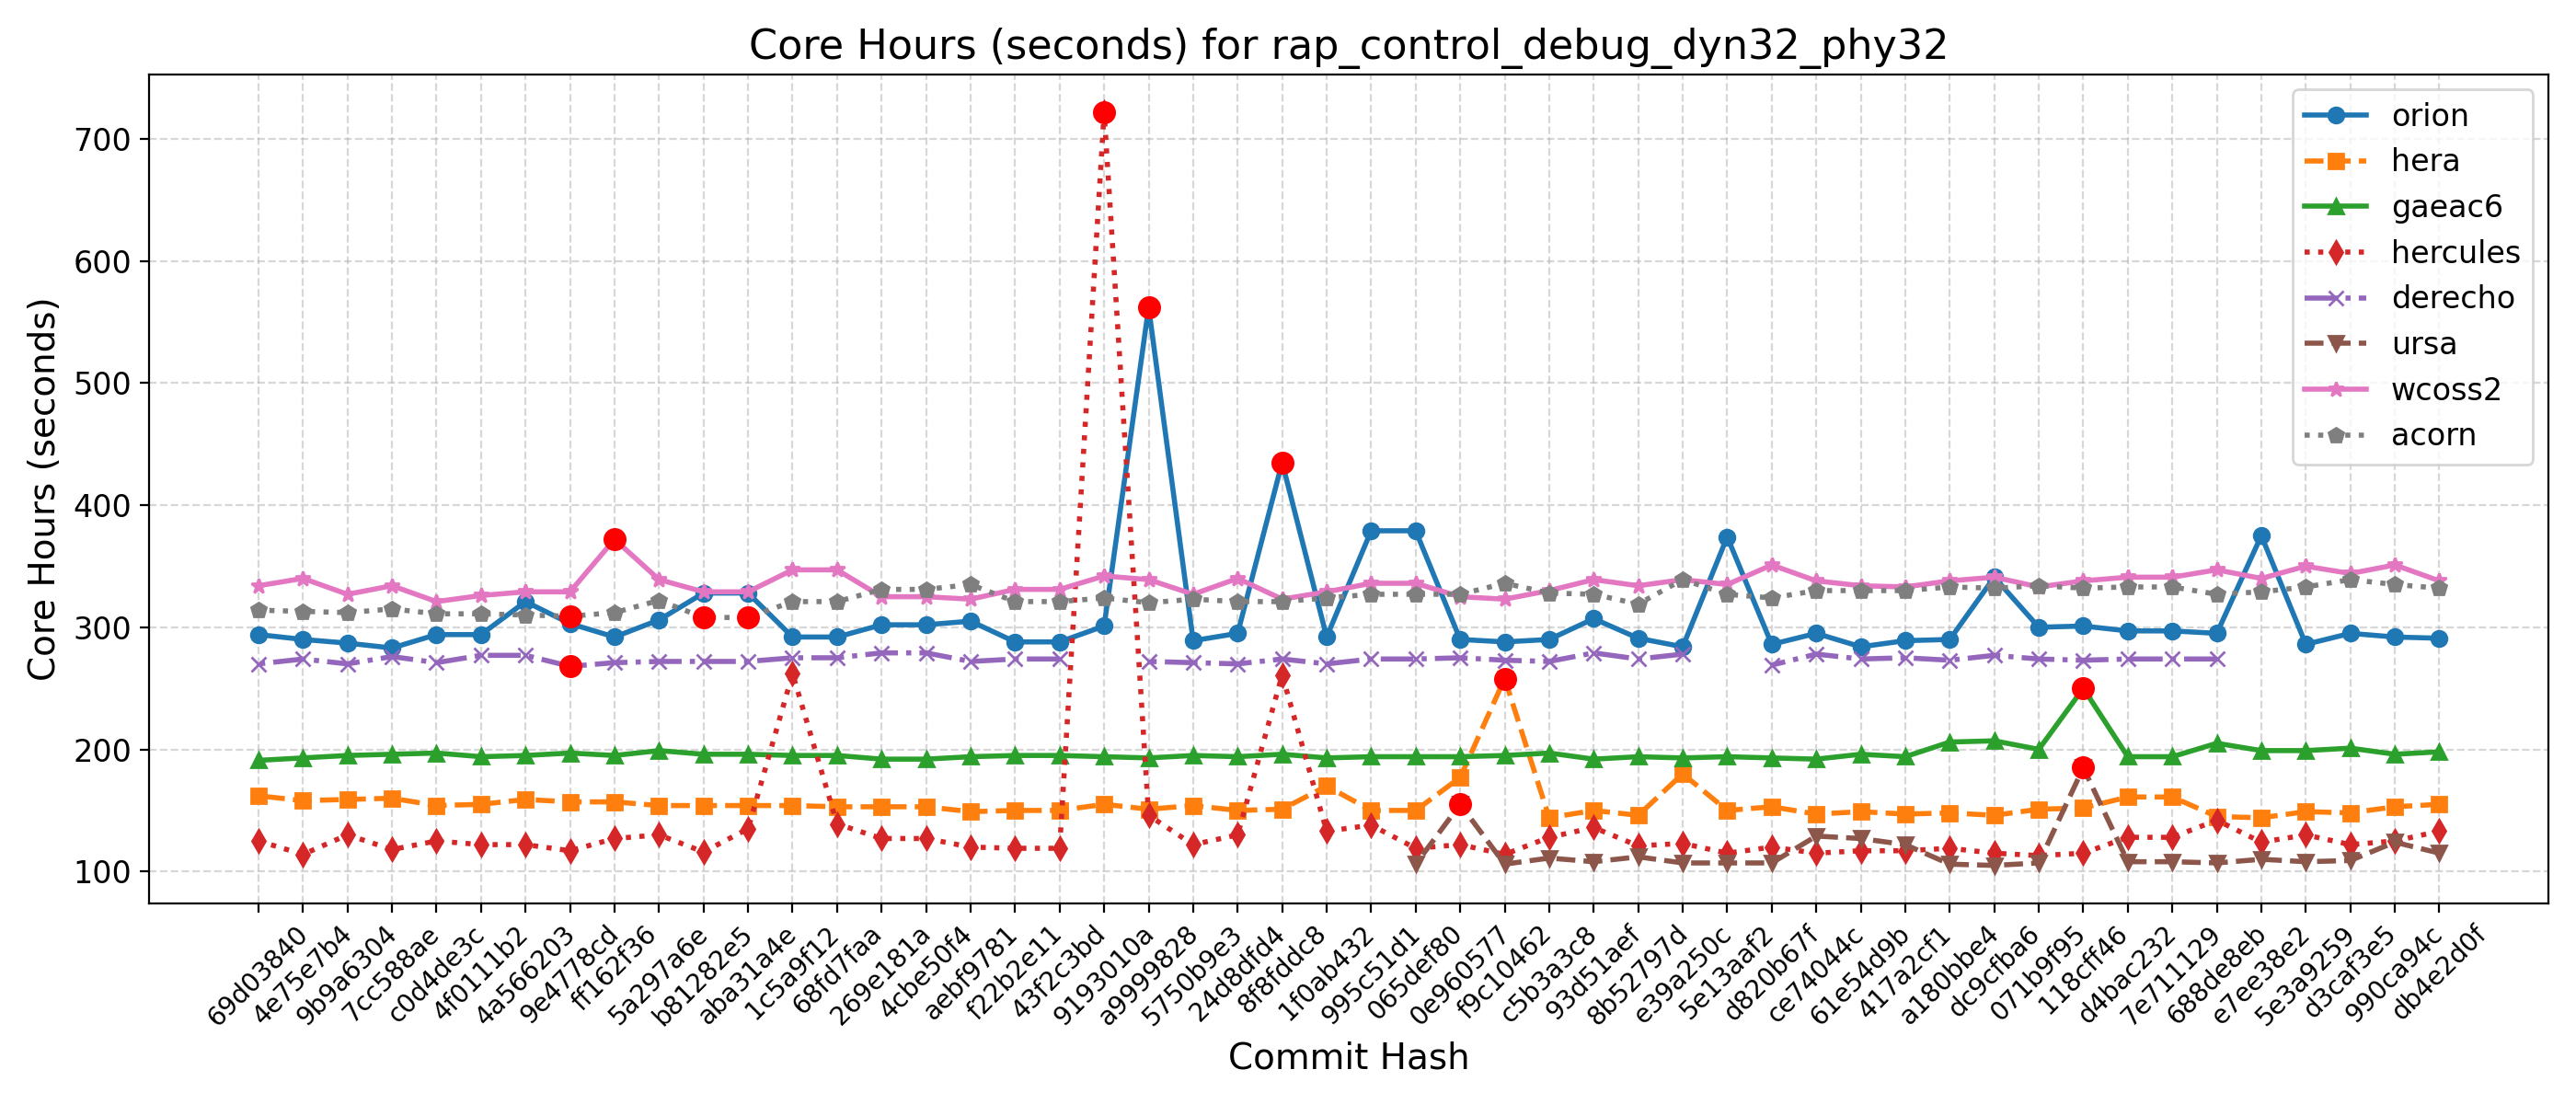 Core Hours (seconds) for rap_control_debug_dyn32_phy32
Core Hours (seconds)
700
600
500
400
300
200
100
orion
hera
gaeac6
hercules
derecho
ursa
wcoss2
acorn
69d03840
4e75e7b4
9b9a6304
7cc588ae
c0d4de3c
4f0111b2
4a566203
9e4778cd
ff162f36
5a297a6e
b81282e5
aba31a4e
1c5a9f12
68fd7faa
269e181a
4cbe50f4
aebf9781
f22b2e11
43f2c3bd
9193010a
a9999828
5750b9e3
24d8dfd4
8f8fddc8
1f0ab432
995c51d1
065def80
0e960577
f9c10462
c5b3a3c8
93d51aef
8b52797d
e39a250c
5e13aaf2
d820b67f
ce74044c
61e54d9b
417a2cf1
a180bbe4
dc9cfba6
071b9f95
118cff46
d4bac232
7e711129
688de8eb
e7ee38e2
5e3a9259
d3caf3e5
990ca94c
db4e2d0f
Commit Hash